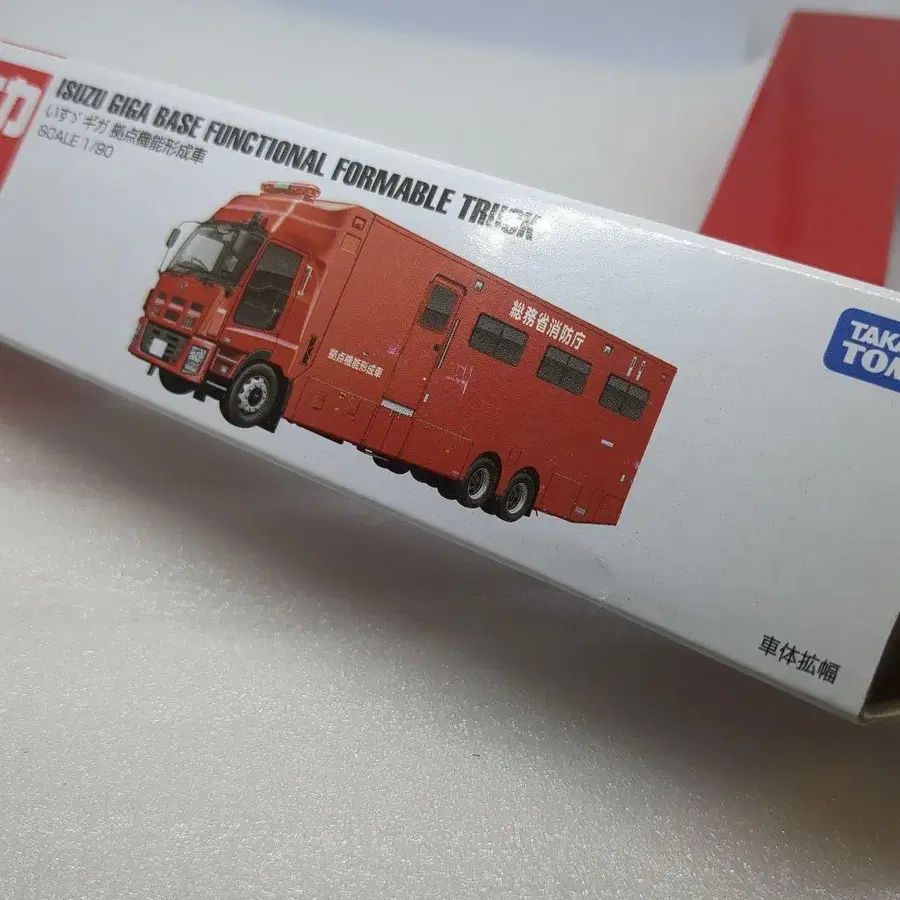 ISUZU GIGA BASE FUNCTIONAL FORMABLE TRUCK
いすゞ ギガ 拠点機能形成車
SCALE 1/90
総務省消防庁
拠点機能形成車
TAKA
TOM
車体拡幅